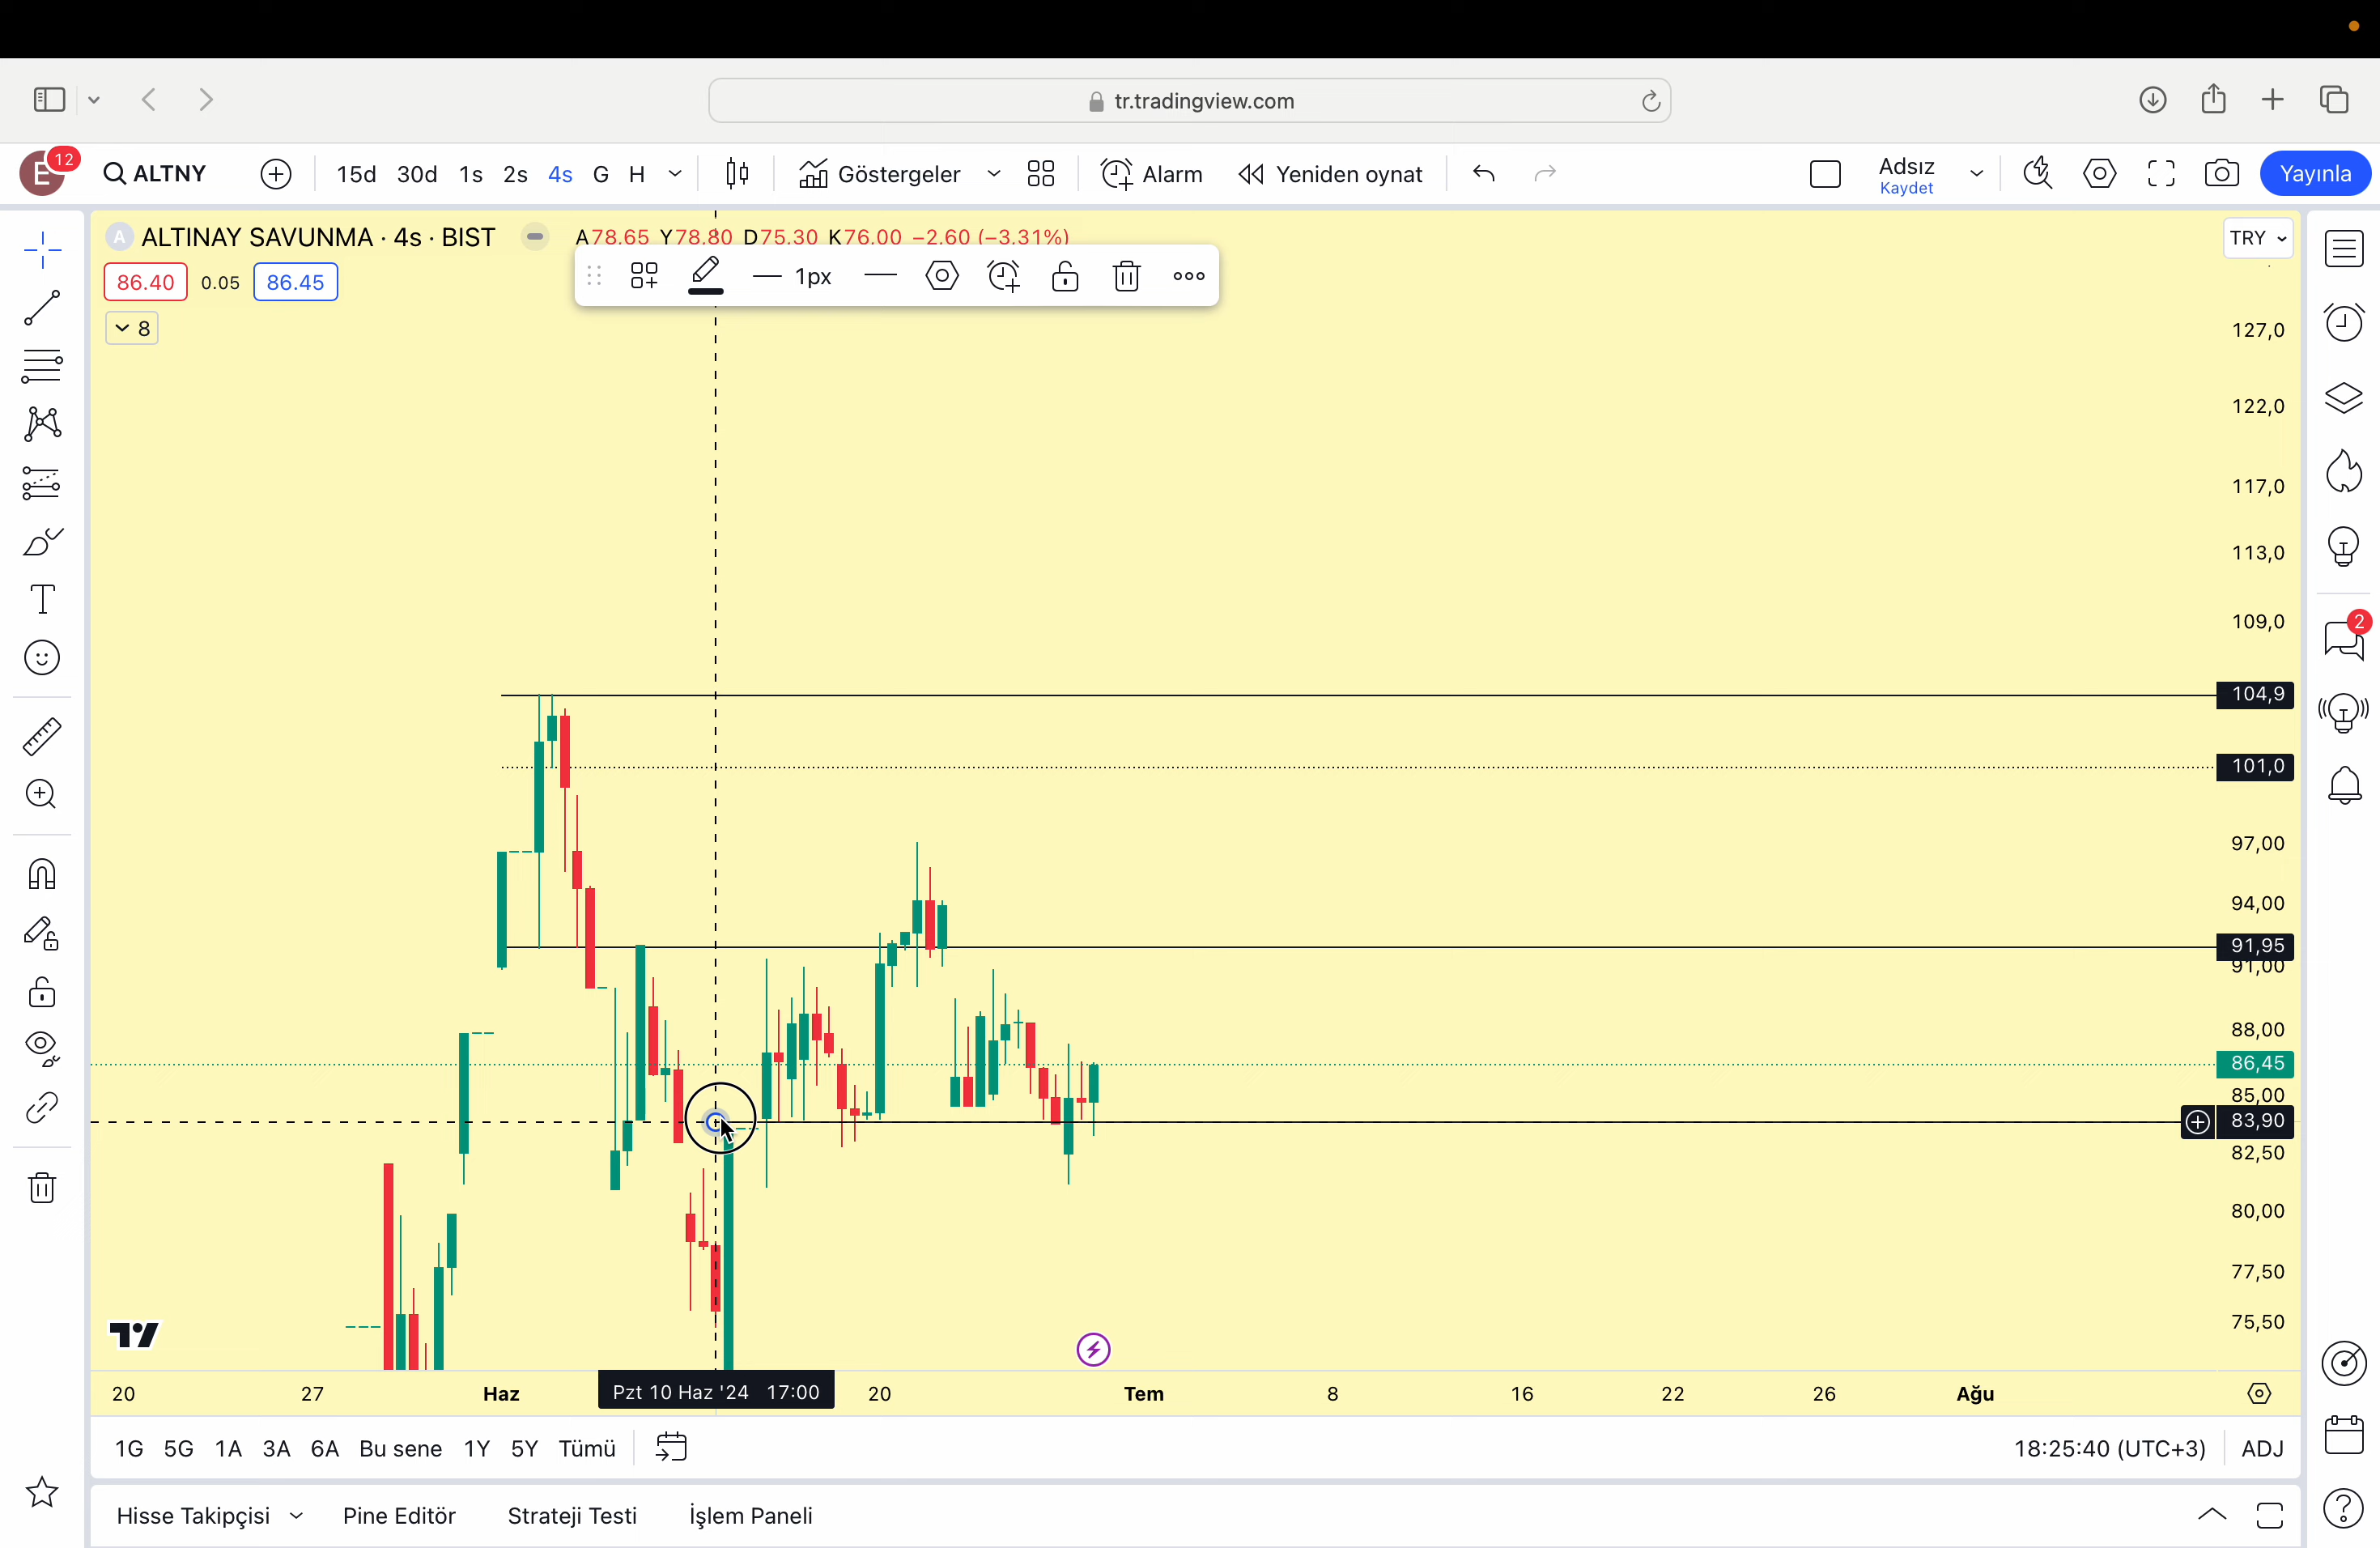 tr.tradingview.com
E 12 ALTNY 15d 30d 1s 2s 4s G H Göstergeler Alarm Yeniden oynat Adsız Kaydet Yayınla
A ALTINAY SAVUNMA · 4s · BIST A78.65 Y78.80 D75.30 K76.00 −2.60 (−3.31%) TRY
86.40 0.05 86.45
1px
8
127,0
122,0
117,0
113,0
109,0
2
104,9
101,0
97,00
94,00
91,95
91,00
88,00
86,45
85,00
83,90
82,50
80,00
77,50
75,50
20 27 Haz Pzt 10 Haz '24 17:00 20 Tem 8 16 22 26 Ağu
1G 5G 1A 3A 6A Bu sene 1Y 5Y Tümü 18:25:40 (UTC+3) ADJ
Hisse Takipçisi Pine Editör Strateji Testi İşlem Paneli